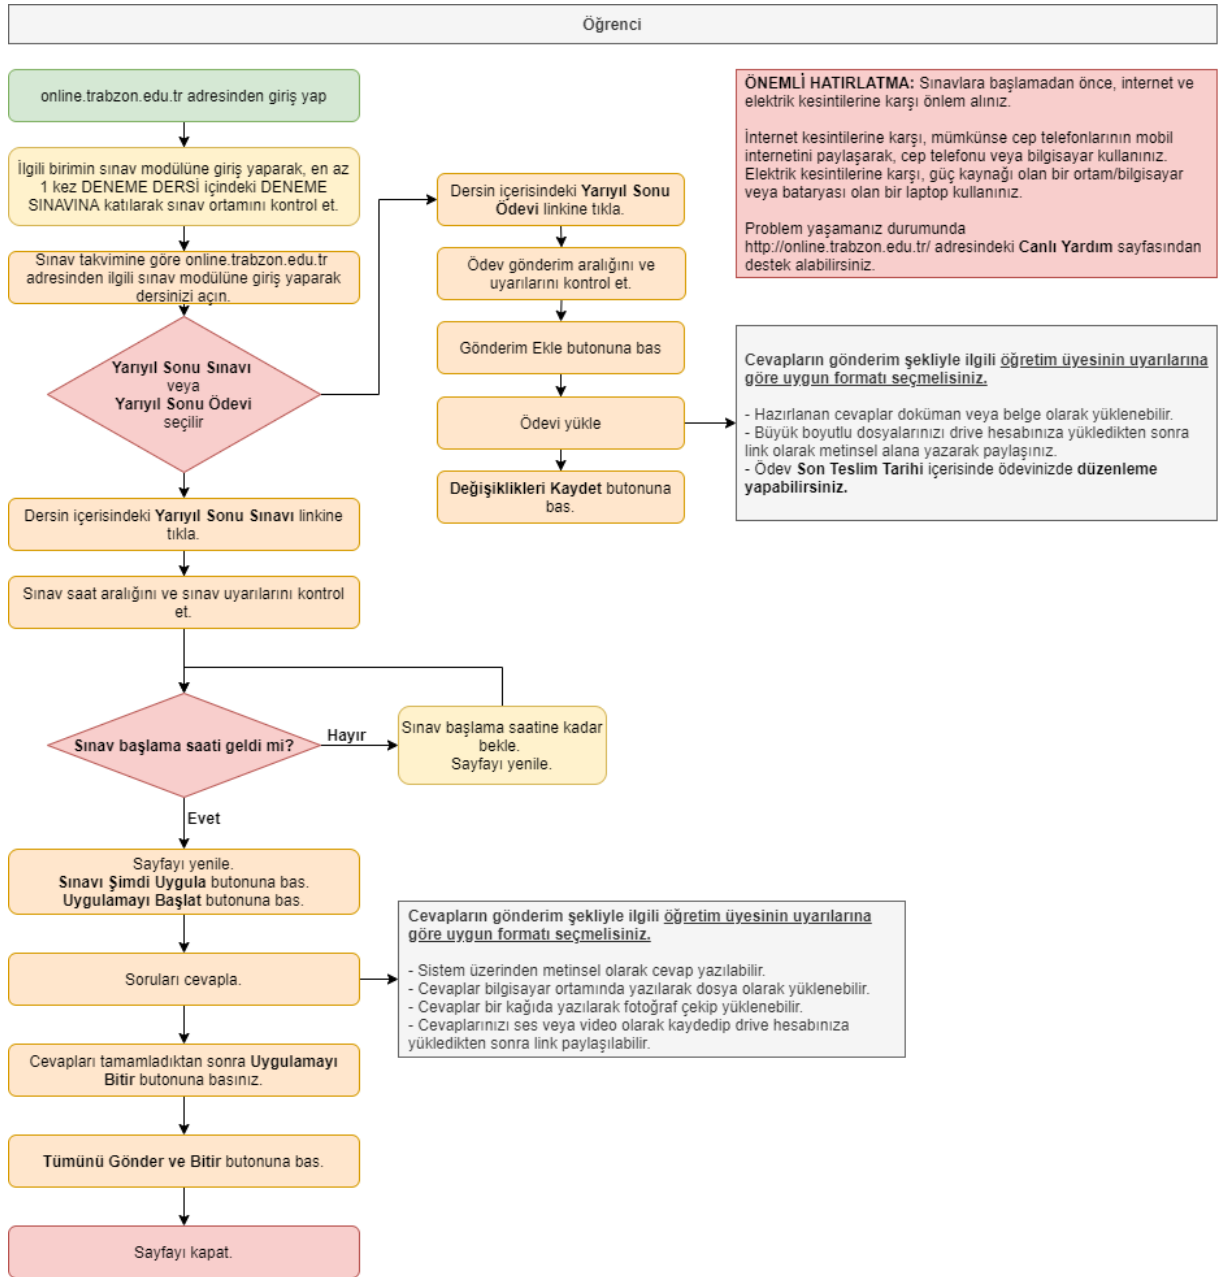 Öğrenci
online.trabzon.edu.tr adresinden giriş yap
İlgili birimin sınav modülüne giriş yaparak, en az
1 kez DENEME DERSİ içindeki DENEME
SINAVINA katılarak sınav ortamını kontrol et.
Sınav takvimine göre online.trabzon.edu.tr
adresinden ilgili sınav modülüne giriş yaparak
dersinizi açın.
Yarıyıl Sonu Sınavı
veya
Yarıyıl Sonu Ödevi
seçilir
Dersin içerisindeki Yarıyıl Sonu
Ödevi linkine tıkla.
Ödev gönderim aralığını ve
uyarılarını kontrol et.
Gönderim Ekle butonuna bas
Ödevi yükle
Değişiklikleri Kaydet butonuna
bas.
ÖNEMLİ HATIRLATMA: Sınavlara başlamadan önce, internet ve
elektrik kesintilerine karşı önlem alınız.
İnternet kesintilerine karşı, mümkünse cep telefonlarının mobil
internetini paylaşarak, cep telefonu veya bilgisayar kullanınız.
Elektrik kesintilerine karşı, güç kaynağı olan bir ortam/bilgisayar
veya bataryası olan bir laptop kullanınız.
Problem yaşamanız durumunda
http://online.trabzon.edu.tr/ adresindeki Canlı Yardım sayfasından
destek alabilirsiniz.
Cevapların gönderim şekliyle ilgili öğretim üyesinin uyarılarına
göre uygun formatı seçmelisiniz.
- Hazırlanan cevaplar doküman veya belge olarak yüklenebilir.
- Büyük boyutlu dosyalarınızı drive hesabınıza yükledikten sonra
link olarak metinsel alana yazarak paylaşınız.
- Ödev Son Teslim Tarihi içerisinde ödevinizde düzenleme
yapabilirsiniz.
Dersin içerisindeki Yarıyıl Sonu Sınavı linkine
tıkla.
Sınav saat aralığını ve sınav uyarılarını kontrol
et.
Sınav başlama saati geldi mi?
Hayır
Sınav başlama saatine kadar
bekle.
Sayfayı yenile.
Evet
Sayfayı yenile.
Sınavı Şimdi Uygula butonuna bas.
Uygulamayı Başlat butonuna bas.
Soruları cevapla.
Cevapların gönderim şekliyle ilgili öğretim üyesinin uyarılarına
göre uygun formatı seçmelisiniz.
- Sistem üzerinden metinsel olarak cevap yazılabilir.
- Cevaplar bilgisayar ortamında yazılarak dosya olarak yüklenebilir.
- Cevaplar bir kağıda yazılarak fotoğraf çekip yüklenebilir.
- Cevaplarınızı ses veya video olarak kaydedip drive hesabınıza
yükledikten sonra link paylaşılabilir.
Cevapları tamamladıktan sonra Uygulamayı
Bitir butonuna basınız.
Tümünü Gönder ve Bitir butonuna bas.
Sayfayı kapat.